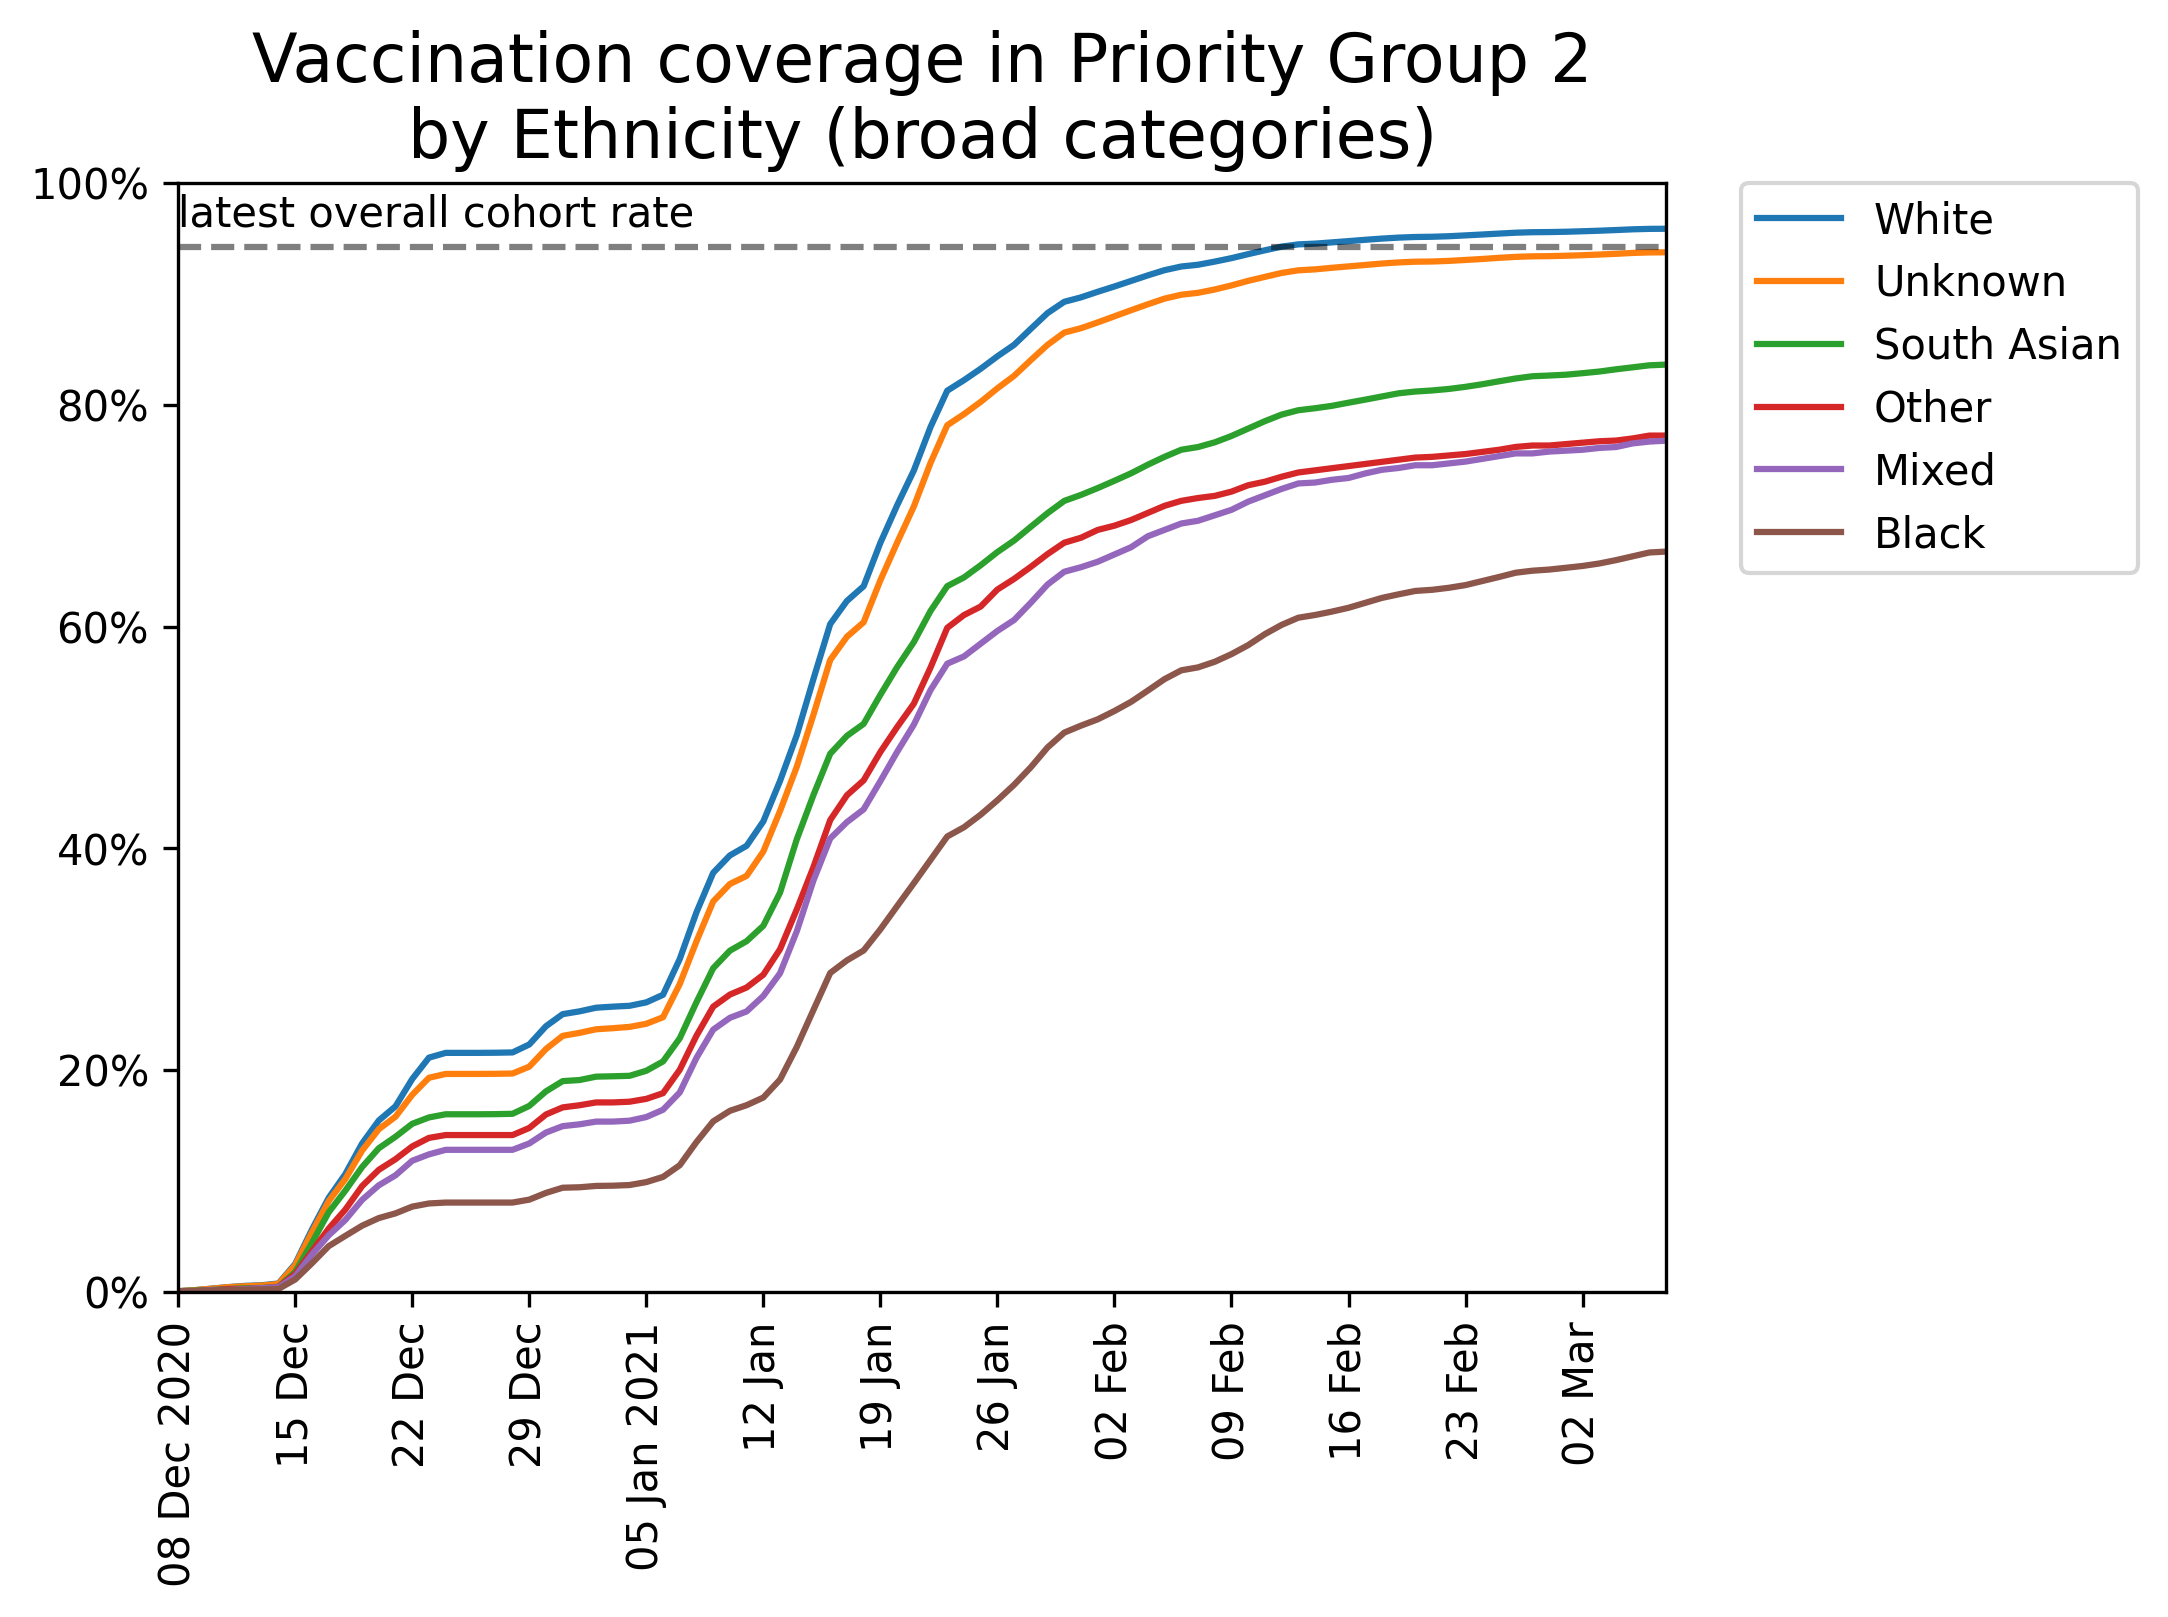 Vaccination coverage in Priority Group 2
by Ethnicity (broad categories)
100%
latest overall cohort rate
80%
60%
40%
20%
0%
08 Dec 2020
15 Dec
22 Dec
29 Dec
05 Jan 2021
12 Jan
19 Jan
26 Jan
02 Feb
09 Feb
16 Feb
23 Feb
02 Mar
White
Unknown
South Asian
Other
Mixed
Black